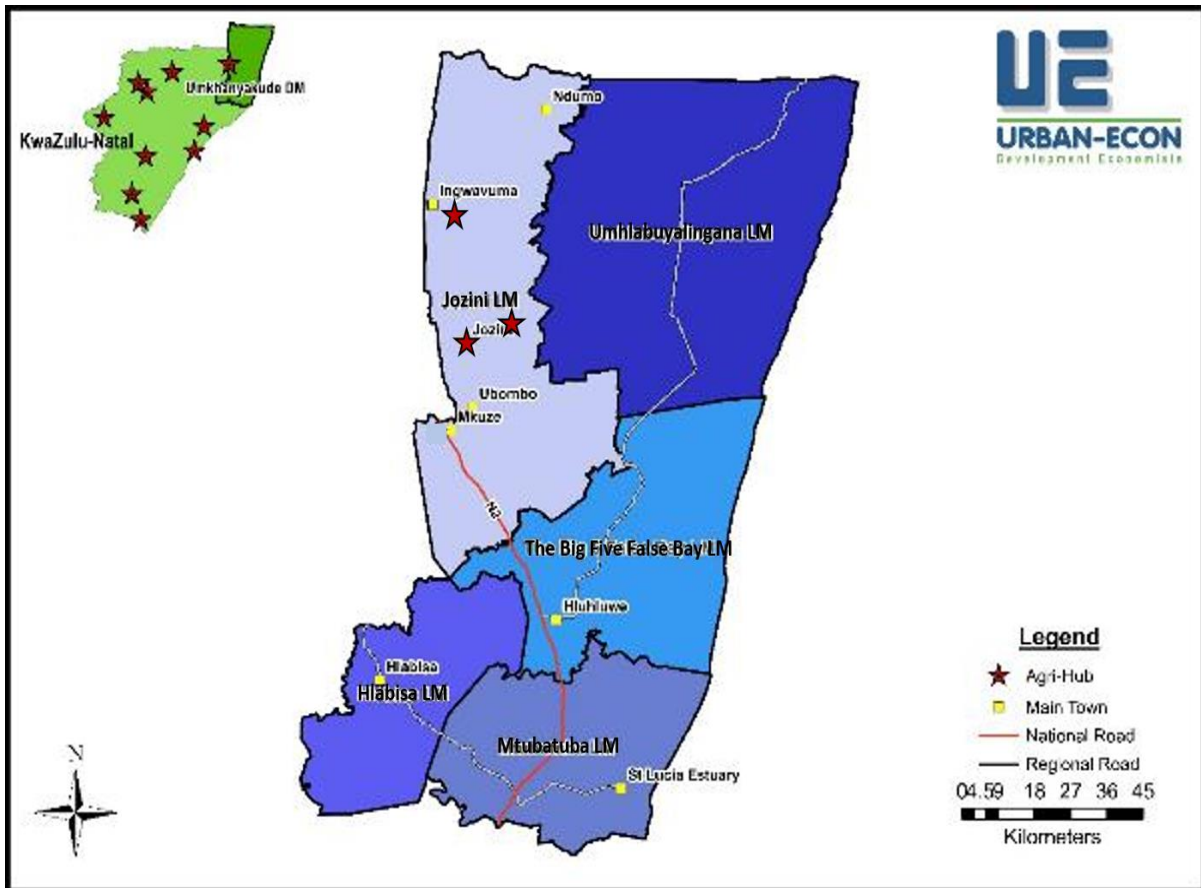 Umkhanyakude DM
KwaZulu-Natal
UE
URBAN-ECON
Development Economists
Ndumo
Ingwavuma
Umhlabuyalingana LM
Jozini LM
Jozini
Ubombo
Mkuze
N2
The Big Five False Bay LM
Hluhluwe
Hlabisa
Hlabisa LM
Mtubatuba LM
St Lucia Estuary
Legend
Agri-Hub
Main Town
National Road
Regional Road
04.59 18 27 36 45
Kilometers
N